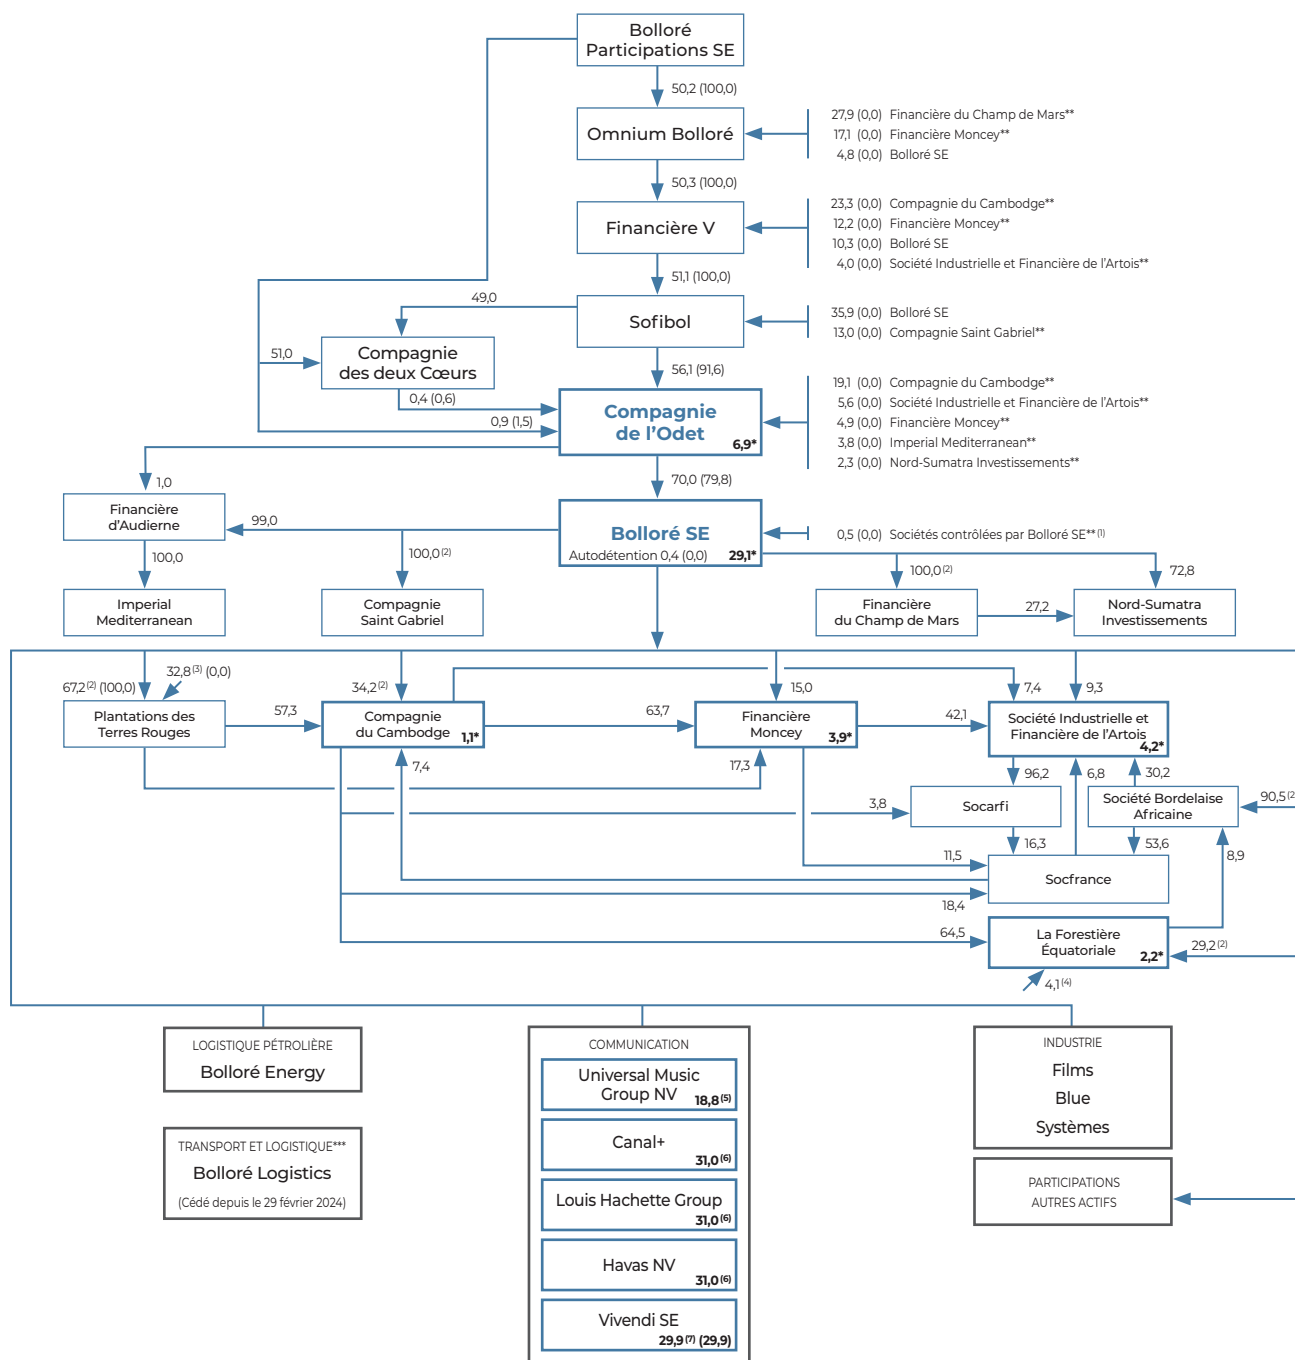 Bolloré
Participations SE
50,2 (100,0)
Omnium Bolloré
27,9 (0,0) Financière du Champ de Mars**
17,1 (0,0) Financière Moncey**
4,8 (0,0) Bolloré SE
50,3 (100,0)
Financière V
23,3 (0,0) Compagnie du Cambodge**
12,2 (0,0) Financière Moncey**
10,3 (0,0) Bolloré SE
4,0 (0,0) Société Industrielle et Financière de l'Artois**
51,1 (100,0)
49,0
Sofibol
35,9 (0,0) Bolloré SE
13,0 (0,0) Compagnie Saint Gabriel**
51,0
Compagnie
des deux Cœurs
56,1 (91,6)
0,4 (0,6)
0,9 (1,5)
Compagnie
de l'Odet
6,9*
19,1 (0,0) Compagnie du Cambodge**
5,6 (0,0) Société Industrielle et Financière de l'Artois**
4,9 (0,0) Financière Moncey**
3,8 (0,0) Imperial Mediterranean**
2,3 (0,0) Nord-Sumatra Investissements**
1,0
70,0 (79,8)
Financière
d'Audierne
99,0
Bolloré SE
Autodétention 0,4 (0,0) 29,1*
0,5 (0,0) Sociétés contrôlées par Bolloré SE** (1)
100,0
100,0 (2)
100,0 (2)
72,8
Imperial
Mediterranean
Compagnie
Saint Gabriel
Financière
du Champ de Mars
27,2
Nord-Sumatra
Investissements
67,2 (2) (100,0)
32,8 (3) (0,0)
34,2 (2)
15,0
7,4
9,3
Plantations des
Terres Rouges
57,3
Compagnie
du Cambodge
1,1*
63,7
Financière
Moncey
3,9*
42,1
Société Industrielle et
Financière de l'Artois
4,2*
7,4
17,3
96,2
6,8
30,2
3,8
Socarfi
Société Bordelaise
Africaine
90,5 (2
16,3
53,6
8,9
11,5
Socfrance
18,4
64,5
La Forestière
Équatoriale
2,2*
29,2 (2)
4,1 (4)
LOGISTIQUE PÉTROLIÈRE
Bolloré Energy
TRANSPORT ET LOGISTIQUE***
Bolloré Logistics
(Cédé depuis le 29 février 2024)
COMMUNICATION
Universal Music
Group NV
18,8 (5)
Canal+
31,0 (6)
Louis Hachette Group
31,0 (6)
Havas NV
31,0 (6)
Vivendi SE
29,9 (7) (29,9)
INDUSTRIE
Films
Blue
Systèmes
PARTICIPATIONS
AUTRES ACTIFS